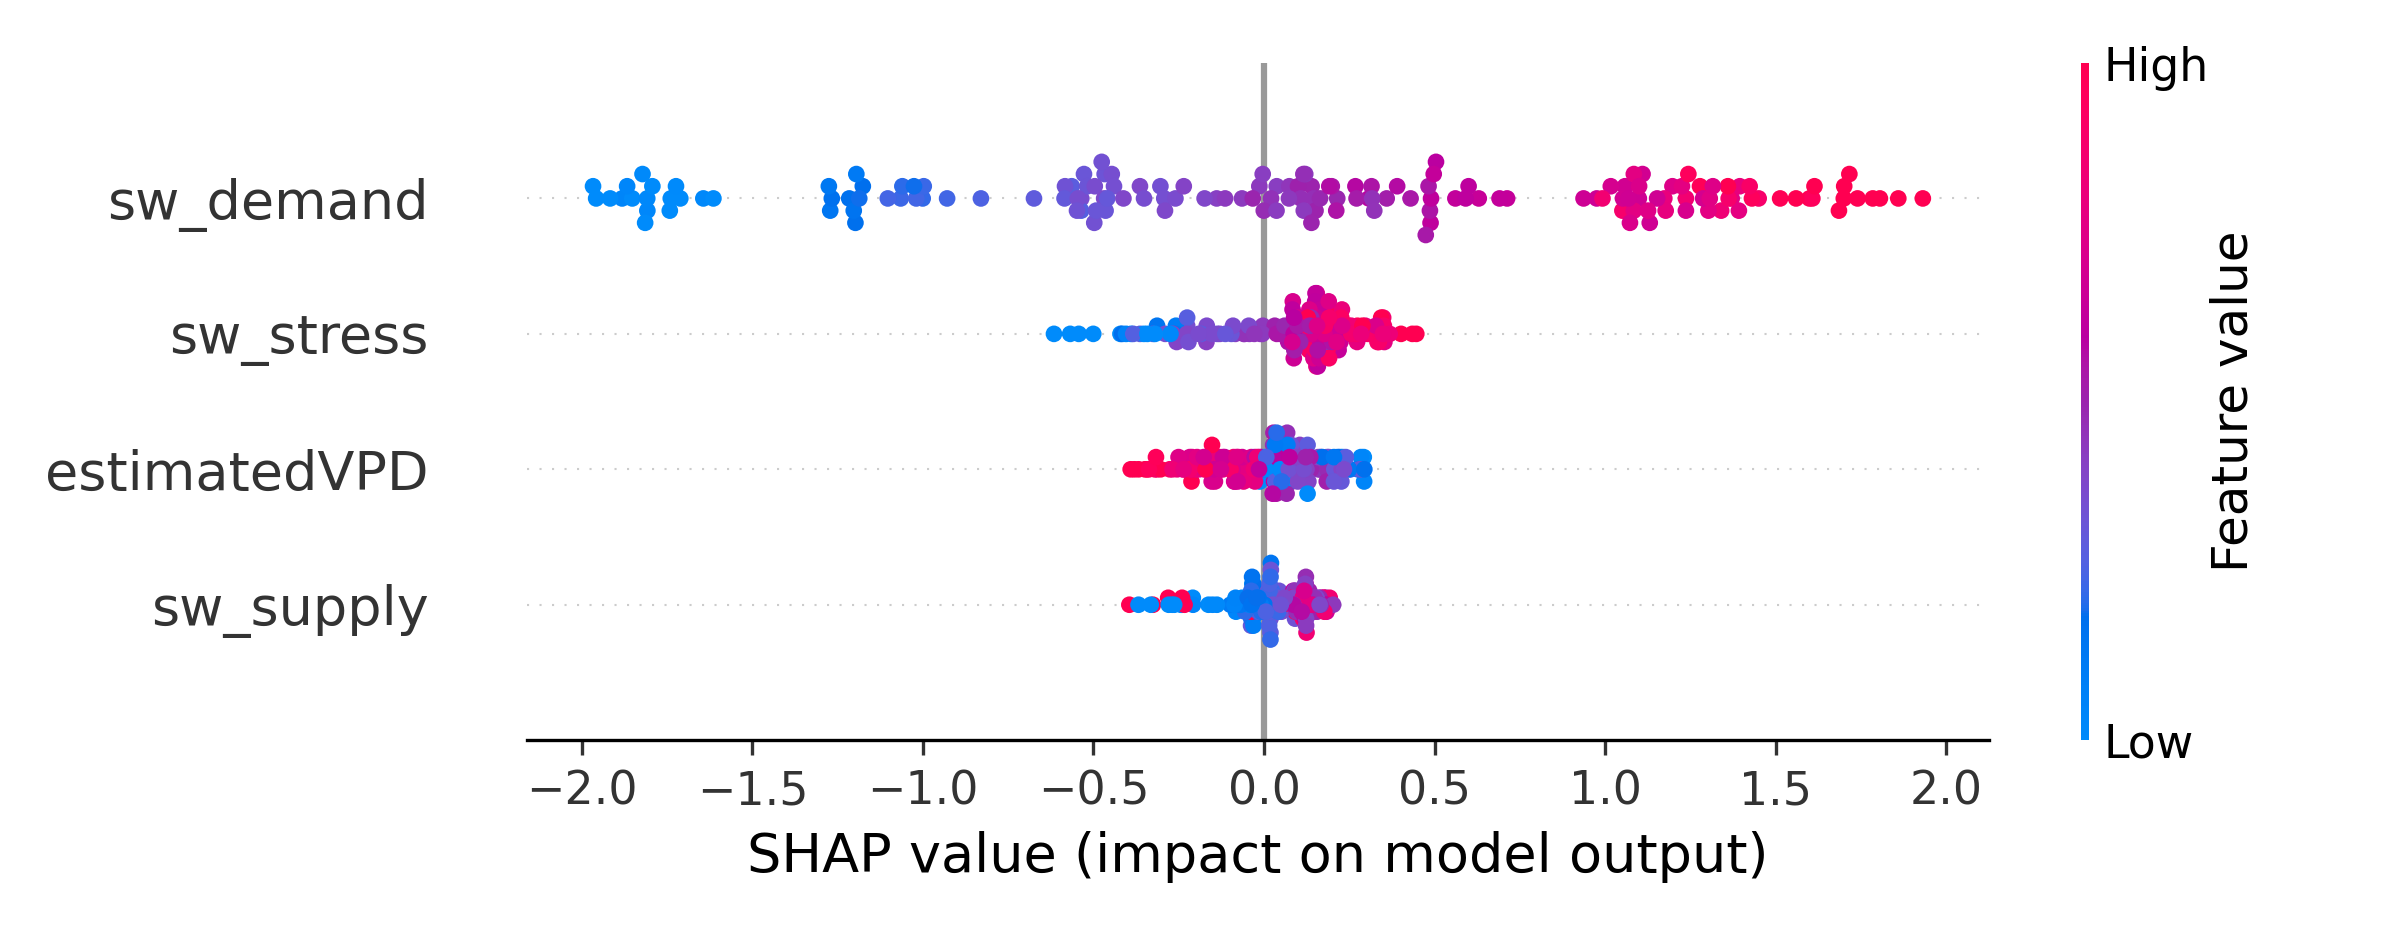 High
sw_demand
sw_stress
estimatedVPD
sw_supply
Feature value
Low
−2.0 −1.5 −1.0 −0.5 0.0 0.5 1.0 1.5 2.0
SHAP value (impact on model output)